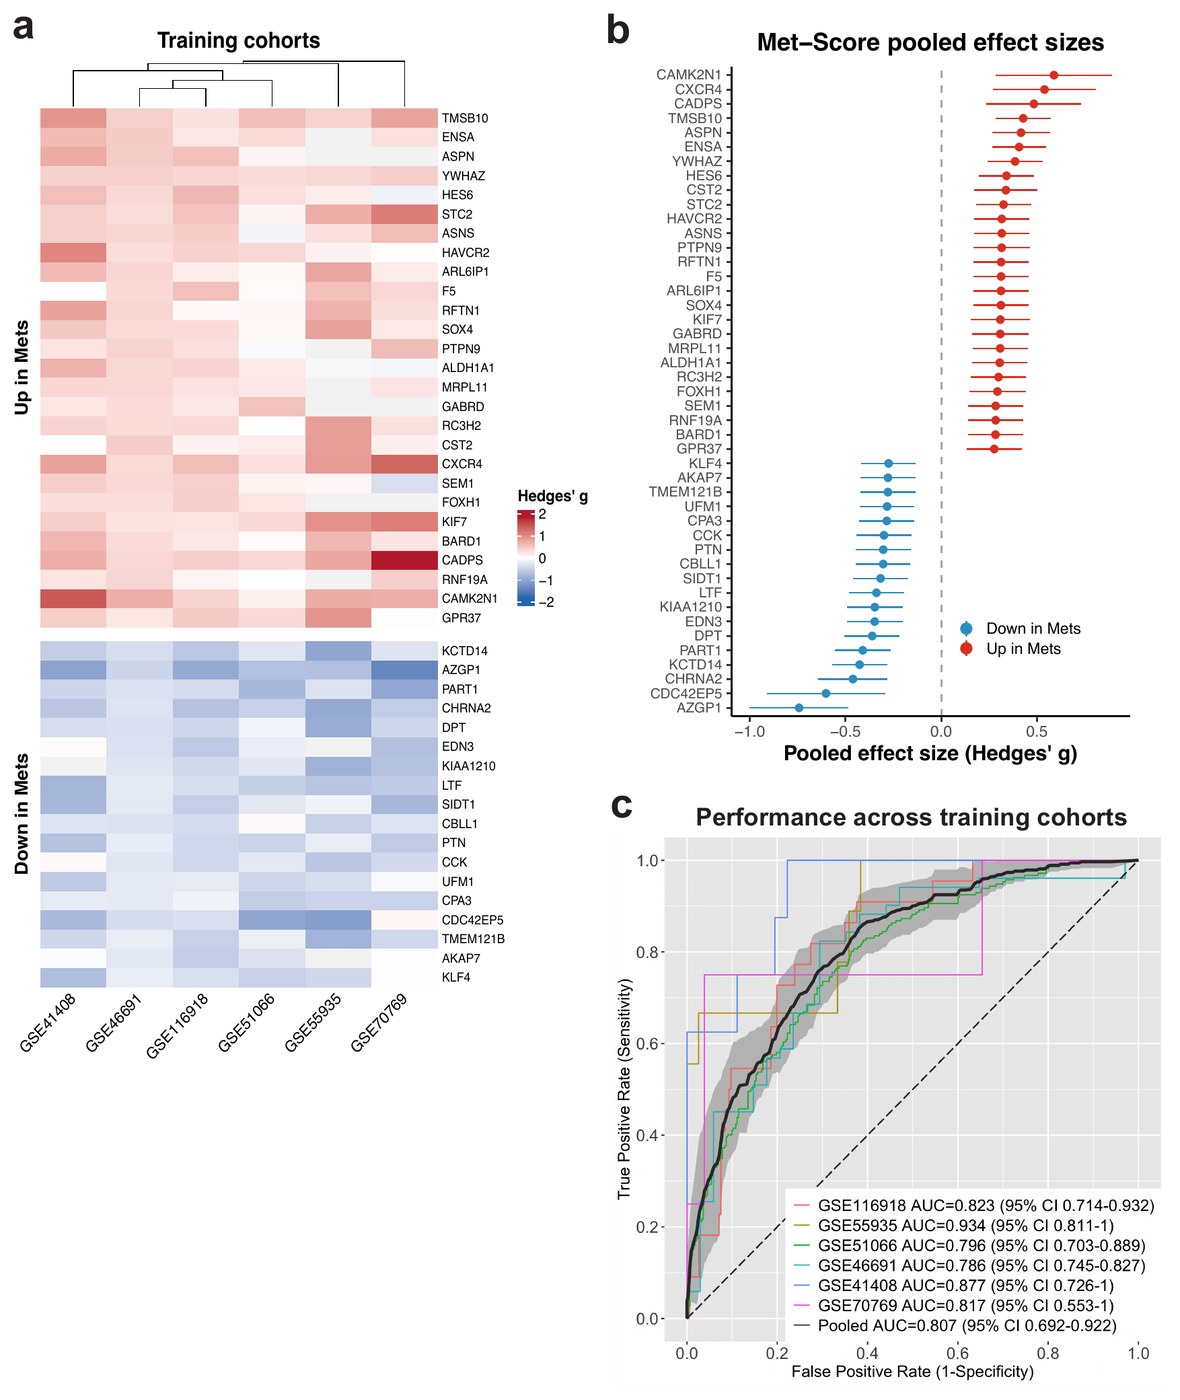 a
Training cohorts
Up in Mets
TMSB10
ENSA
ASPN
YWHAZ
HES6
STC2
ASNS
HAVCR2
ARL6IP1
F5
RFTN1
SOX4
PTPN9
ALDH1A1
MRPL11
GABRD
RC3H2
CST2
CXCR4
SEM1
FOXH1
KIF7
BARD1
CADPS
RNF19A
CAMK2N1
GPR37
Down in Mets
KCTD14
AZGP1
PART1
CHRNA2
DPT
EDN3
KIAA1210
LTF
SIDT1
CBLL1
PTN
CCK
UFM1
CPA3
CDC42EP5
TMEM121B
AKAP7
KLF4
GSE41408
GSE46691
GSE116918
GSE51066
GSE55935
GSE70769
Hedges' g
2
1
0
−1
−2
b
Met−Score pooled effect sizes
CAMK2N1
CXCR4
CADPS
TMSB10
ASPN
ENSA
YWHAZ
HES6
CST2
STC2
HAVCR2
ASNS
PTPN9
RFTN1
F5
ARL6IP1
SOX4
KIF7
GABRD
MRPL11
ALDH1A1
RC3H2
FOXH1
SEM1
RNF19A
BARD1
GPR37
KLF4
AKAP7
TMEM121B
UFM1
CPA3
CCK
PTN
CBLL1
SIDT1
LTF
KIAA1210
EDN3
DPT
PART1
KCTD14
CHRNA2
CDC42EP5
AZGP1
Down in Mets
Up in Mets
−1.0 −0.5 0.0 0.5
Pooled effect size (Hedges' g)
c
Performance across training cohorts
True Positive Rate (Sensitivity)
1.0
0.8
0.6
0.4
0.2
0.0
GSE116918 AUC=0.823 (95% CI 0.714-0.932)
GSE55935 AUC=0.934 (95% CI 0.811-1)
GSE51066 AUC=0.796 (95% CI 0.703-0.889)
GSE46691 AUC=0.786 (95% CI 0.745-0.827)
GSE41408 AUC=0.877 (95% CI 0.726-1)
GSE70769 AUC=0.817 (95% CI 0.553-1)
Pooled AUC=0.807 (95% CI 0.692-0.922)
0.0 0.2 0.4 0.6 0.8 1.0
False Positive Rate (1-Specificity)